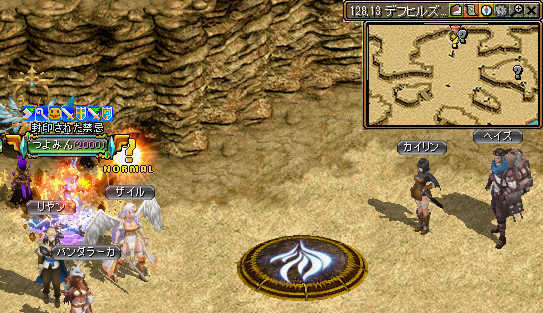 128,18 デフヒルズ...
封印された禁忌
つよみん(2000)
NORMAL
ザイル
リヤン
バンダラーカ
カイリン
ヘイズ